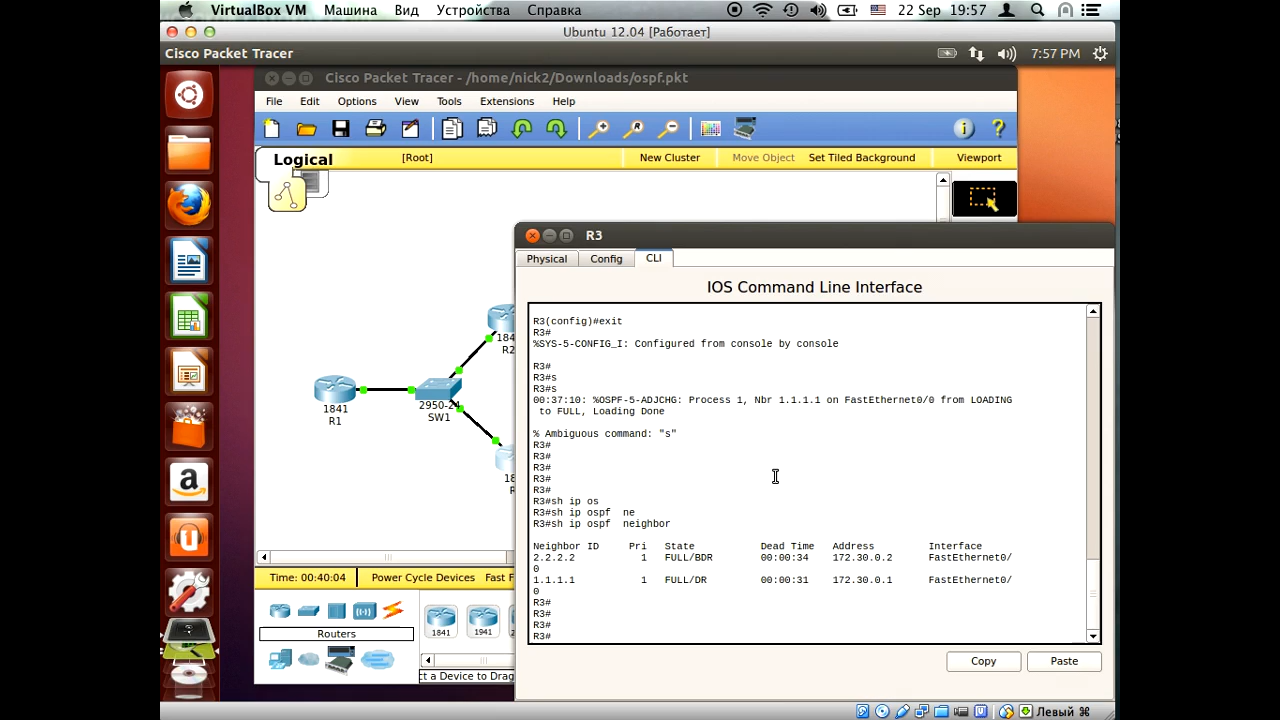 VirtualBox VM Машина Вид Устройства Справка 22 Sep 19:57
Ubuntu 12.04 [Работает]
Cisco Packet Tracer 7:57 PM
Cisco Packet Tracer - /home/nick2/Downloads/ospf.pkt
File Edit Options View Tools Extensions Help
Logical [Root] New Cluster Move Object Set Tiled Background Viewport
R3
Physical Config CLI
IOS Command Line Interface
R3(config)#exit
R3#
%SYS-5-CONFIG_I: Configured from console by console
R3#
R3#s
R3#s
00:37:10: %OSPF-5-ADJCHG: Process 1, Nbr 1.1.1.1 on FastEthernet0/0 from LOADING
to FULL, Loading Done
% Ambiguous command: "s"
R3#
R3#
R3#
R3#
R3#
R3#sh ip os
R3#sh ip ospf ne
R3#sh ip ospf neighbor
Neighbor ID Pri State Dead Time Address Interface
2.2.2.2 1 FULL/BDR 00:00:34 172.30.0.2 FastEthernet0/
0
1.1.1.1 1 FULL/DR 00:00:31 172.30.0.1 FastEthernet0/
0
R3#
R3#
R3#
R3#
Copy Paste
184
R2
1841
R1
2950-24
SW1
18
R
Time: 00:40:04 Power Cycle Devices Fast F
Routers
1841 1941 2
ct a Device to Drag
Левый ⌘